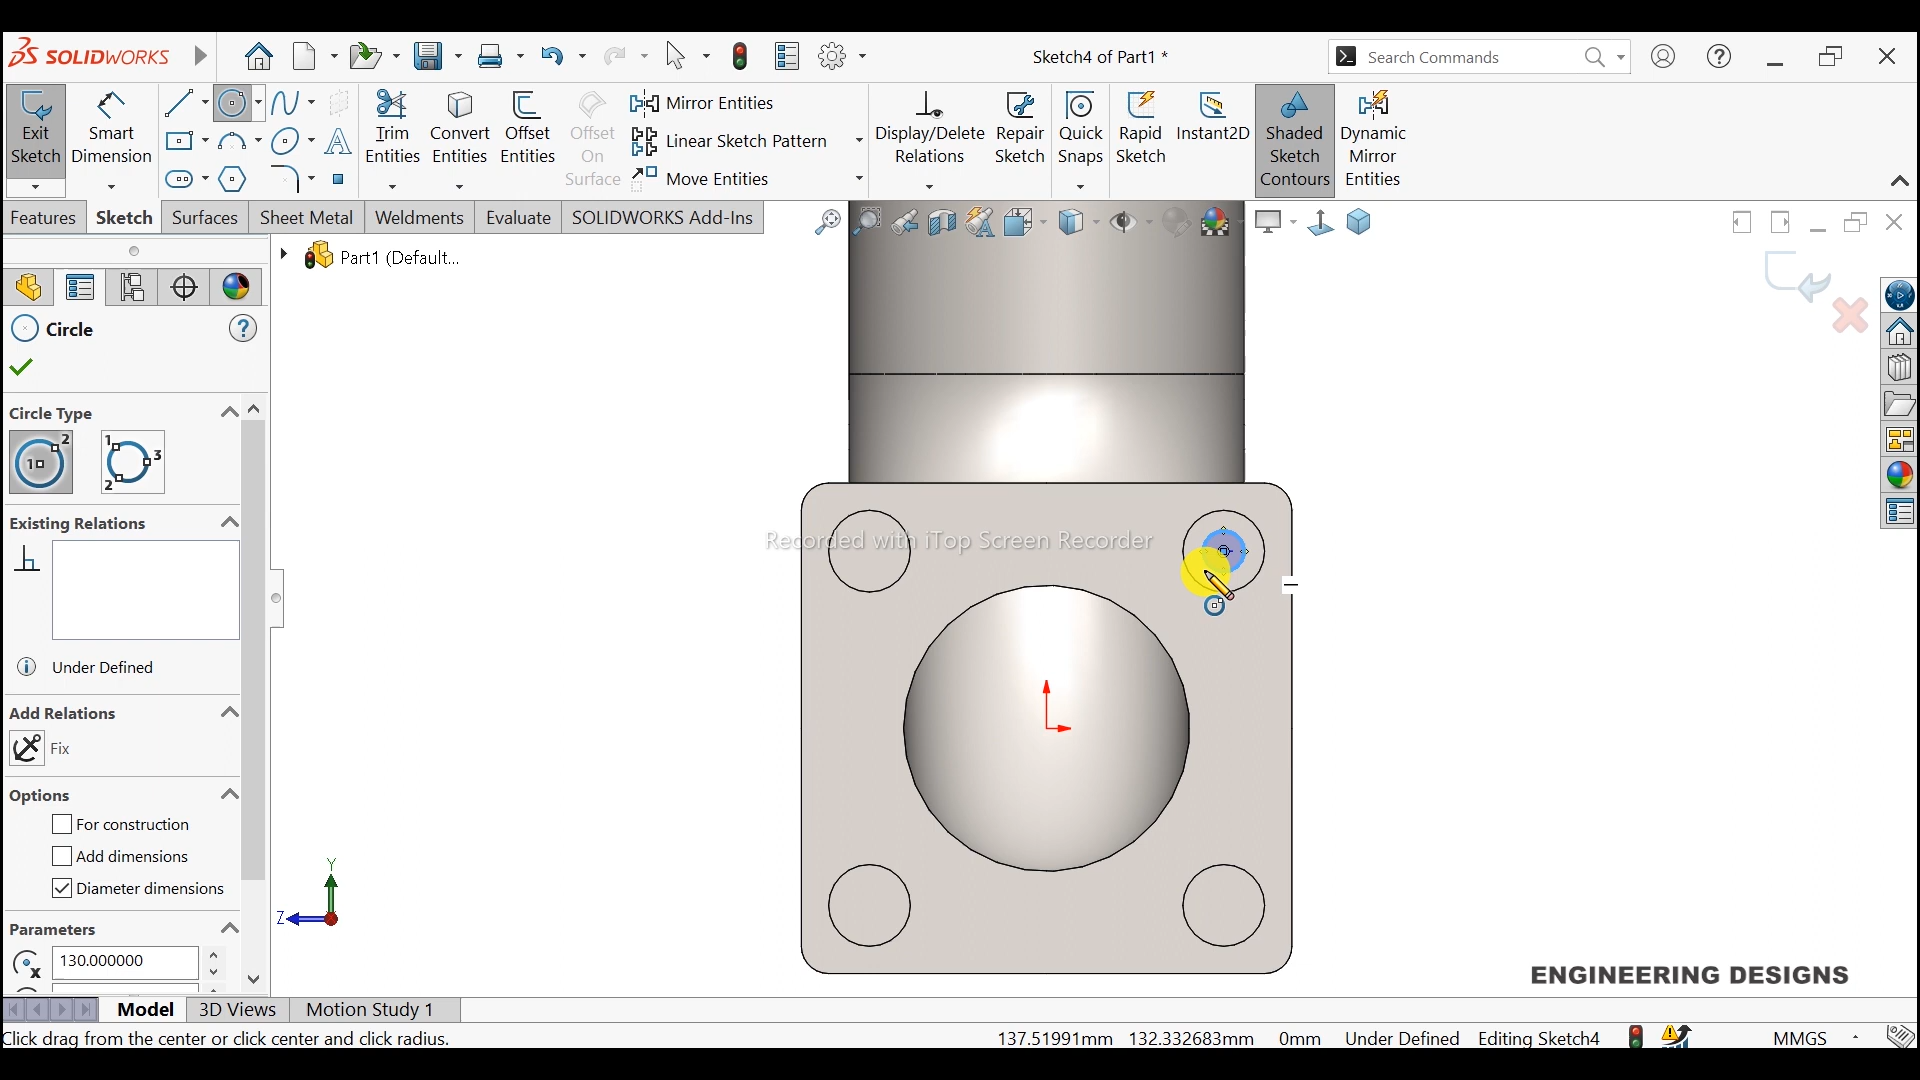 SOLIDWORKS
Sketch4 of Part1 *
Search Commands
Exit Sketch
Smart Dimension
Trim Entities
Convert Entities
Offset Entities
Offset On Surface
Mirror Entities
Linear Sketch Pattern
Move Entities
Display/Delete Relations
Repair Sketch
Quick Snaps
Rapid Sketch
Instant2D
Shaded Sketch Contours
Dynamic Mirror Entities
Features
Sketch
Surfaces
Sheet Metal
Weldments
Evaluate
SOLIDWORKS Add-Ins
Part1 (Default...
Circle
Circle Type
Existing Relations
Under Defined
Add Relations
Fix
Options
For construction
Add dimensions
Diameter dimensions
Parameters
130.000000
Recorded with iTop Screen Recorder
Y
Z
ENGINEERING DESIGNS
Model
3D Views
Motion Study 1
Click drag from the center or click center and click radius.
137.51991mm 132.332683mm 0mm Under Defined Editing Sketch4
MMGS